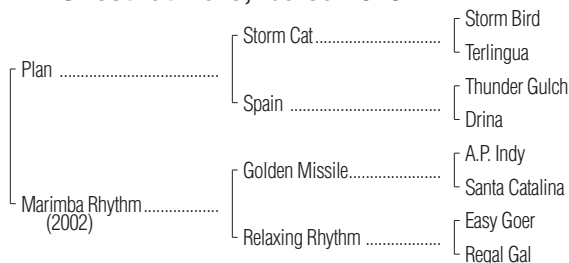 Storm Bird
Storm Cat
Terlingua
Plan
Thunder Gulch
Spain
Drina
A.P. Indy
Golden Missile
Santa Catalina
Marimba Rhythm
(2002)
Easy Goer
Relaxing Rhythm
Regal Gal